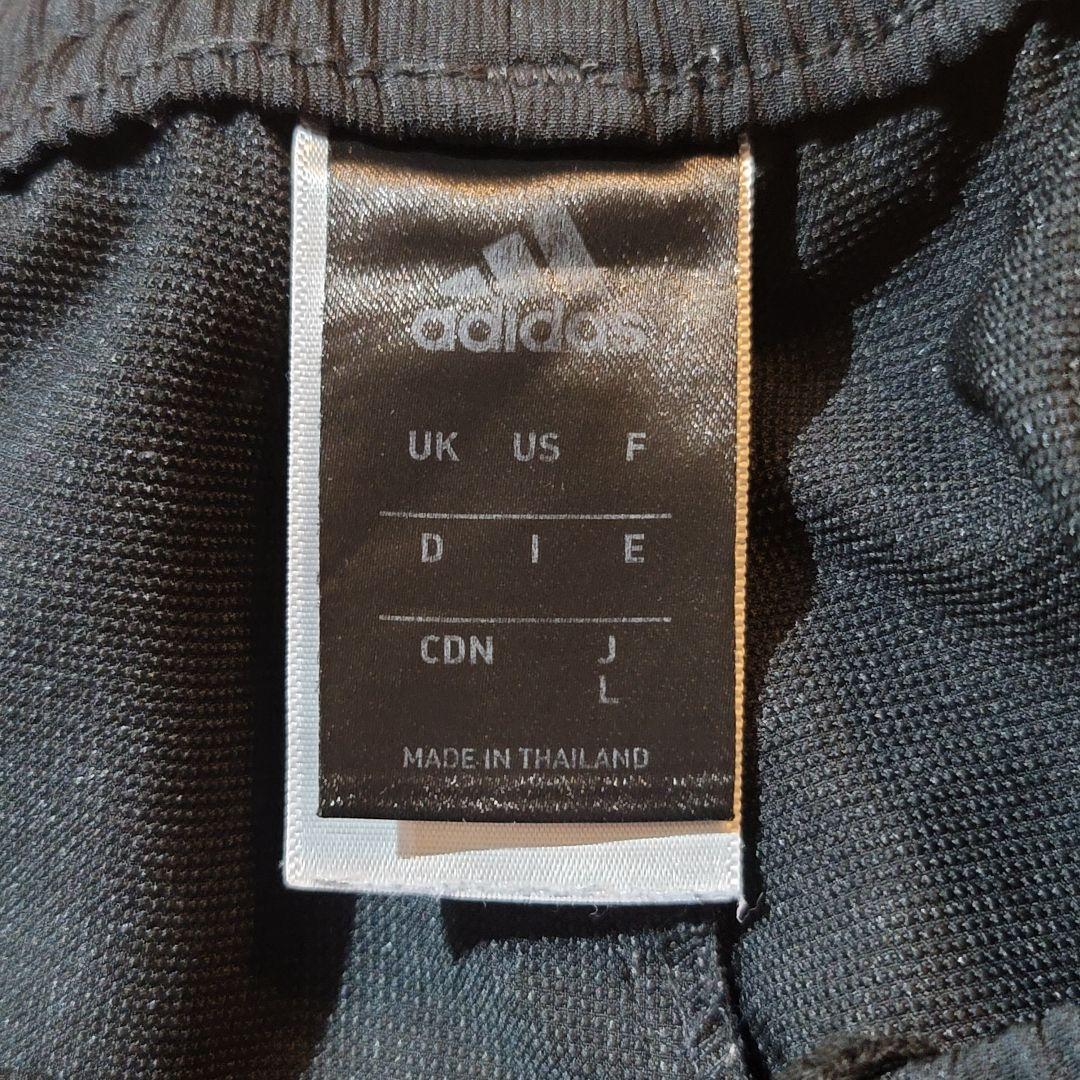 adidas
UK US F
D I E
CDN J
L
MADE IN THAILAND